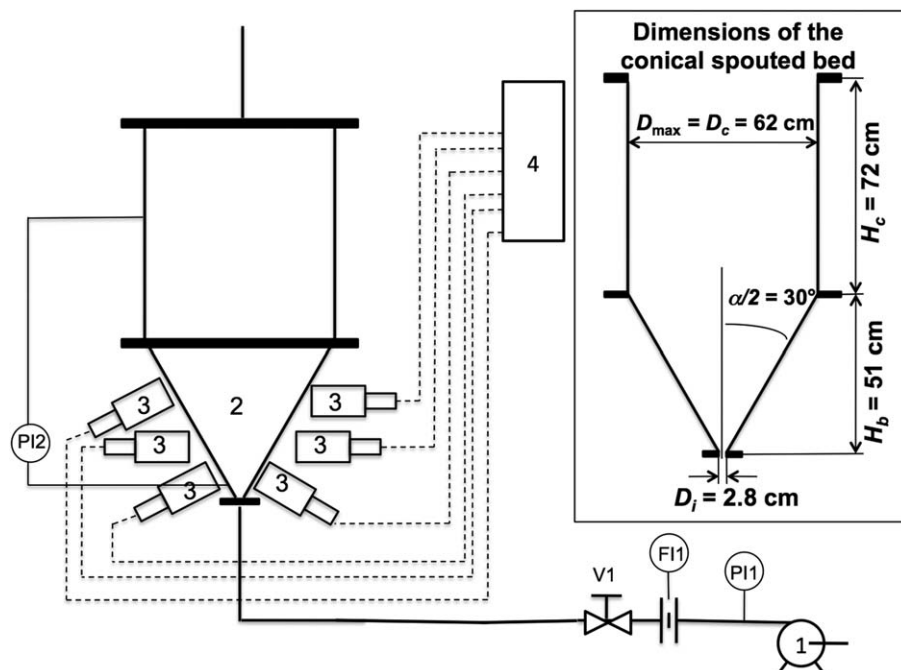 Dimensions of the
conical spouted bed
D_max = D_c = 62 cm
H_c = 72 cm
α/2 = 30°
H_b = 51 cm
D_i = 2.8 cm
4
2
3
3
3
3
3
3
PI2
V1
FI1
PI1
1